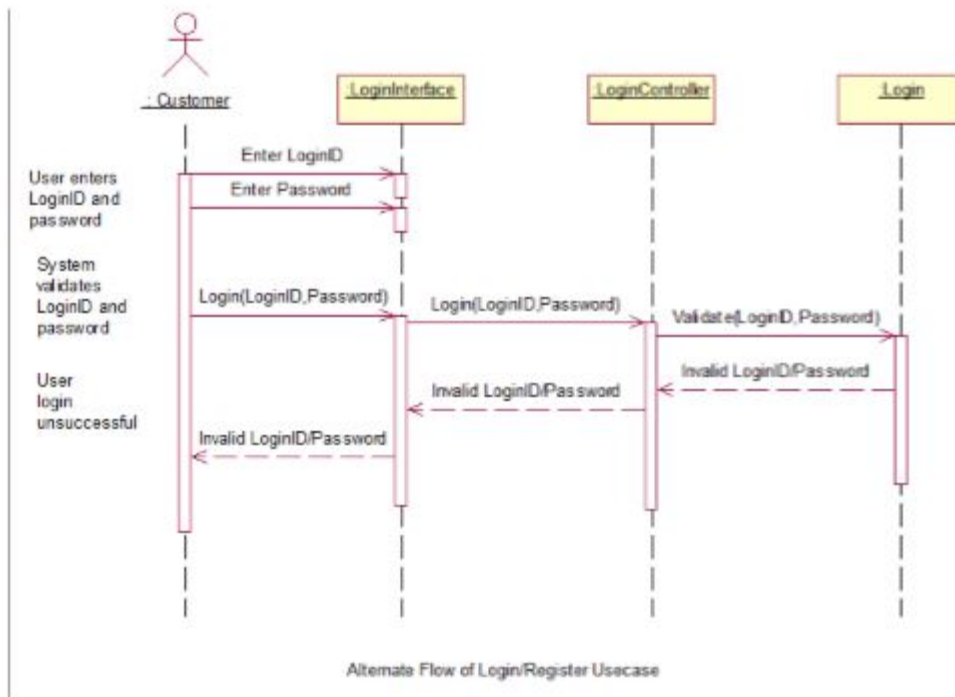 : Customer
:LoginInterface
:LoginController
:Login
User enters
LoginID and
password
Enter LoginID
Enter Password
System
validates
LoginID and
password
Login(LoginID,Password)
Login(LoginID,Password)
Validate(LoginID,Password)
Invalid LoginID/Password
Invalid LoginID/Password
User
login
unsuccessful
Invalid LoginID/Password
Alternate Flow of Login/Register Usecase